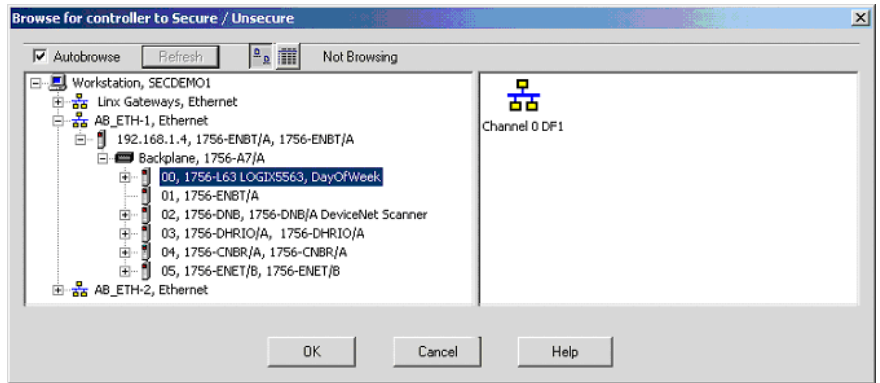 Browse for controller to Secure / Unsecure
Autobrowse Refresh Not Browsing
Workstation, SECDEMO1
Linx Gateways, Ethernet
AB_ETH-1, Ethernet
192.168.1.4, 1756-ENBT/A, 1756-ENBT/A
Backplane, 1756-A7/A
00, 1756-L63 LOGIX5563, DayOfWeek
01, 1756-ENBT/A
02, 1756-DNB, 1756-DNB/A DeviceNet Scanner
03, 1756-DHRIO/A, 1756-DHRIO/A
04, 1756-CNBR/A, 1756-CNBR/A
05, 1756-ENET/B, 1756-ENET/B
AB_ETH-2, Ethernet
Channel 0 DF1
OK Cancel Help